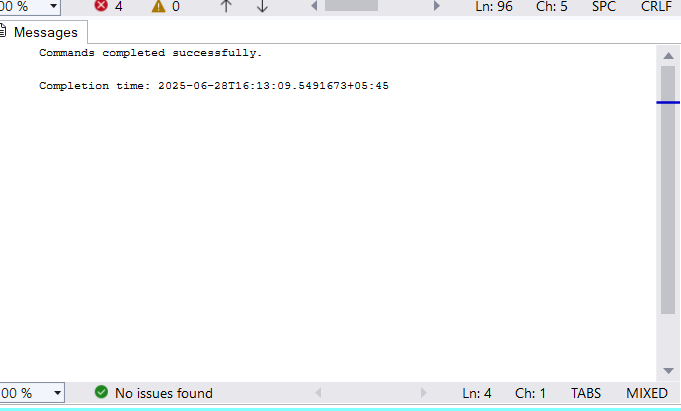 00 % 4 0 Ln: 96 Ch: 5 SPC CRLF
Messages
Commands completed successfully.
Completion time: 2025-06-28T16:13:09.5491673+05:45
00 % No issues found Ln: 4 Ch: 1 TABS MIXED